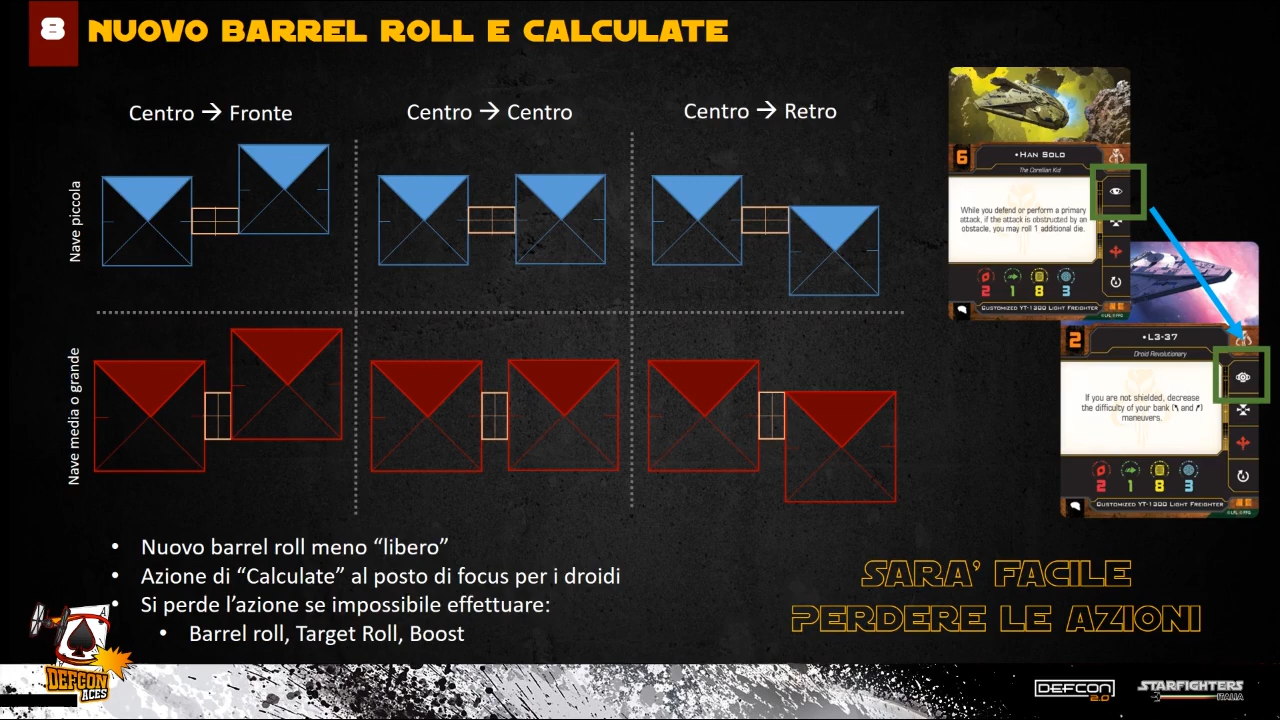 8
NUOVO BARREL ROLL E CALCULATE
Centro → Fronte
Centro → Centro
Centro → Retro
Nave piccola
Nave media o grande
6
•HAN SOLO
The Corellian Kid
While you defend or perform a primary
attack, if the attack is obstructed by an
obstacle, you may roll 1 additional die.
2 1 8 3
CUSTOMIZED YT-1300 LIGHT FREIGHTER
2
•L3-37
Droid Revolutionary
If you are not shielded, decrease
the difficulty of your bank ( and )
maneuvers.
2 1 8 3
CUSTOMIZED YT-1300 LIGHT FREIGHTER
• Nuovo barrel roll meno “libero”
• Azione di “Calculate” al posto di focus per i droidi
• Si perde l’azione se impossibile effettuare:
• Barrel roll, Target Roll, Boost
SARA’ FACILE
PERDERE LE AZIONI
A
DEFCON
ACES
DEFCON
2.0
STARFIGHTERS
ITALIA